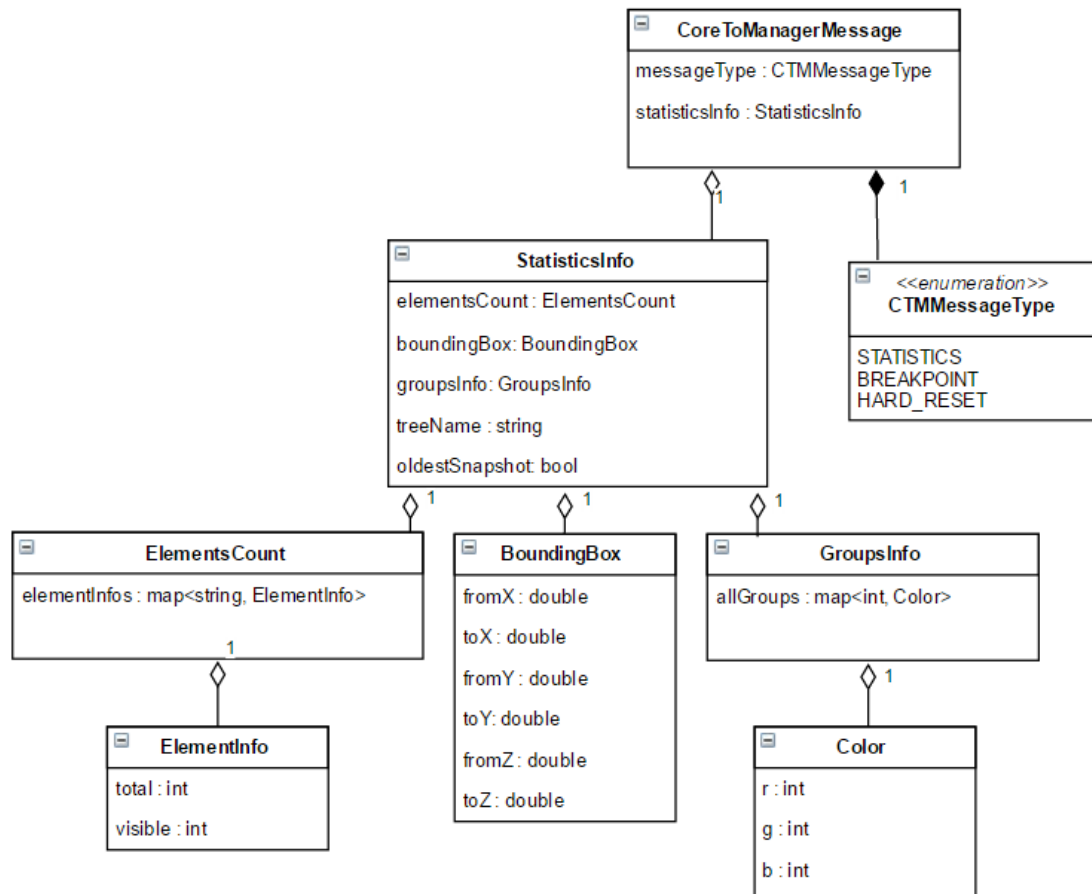 CoreToManagerMessage
messageType : CTMMessageType
statisticsInfo : StatisticsInfo
1
1
StatisticsInfo
elementsCount : ElementsCount
boundingBox: BoundingBox
groupsInfo: GroupsInfo
treeName : string
oldestSnapshot: bool
<<enumeration>>
CTMMessageType
STATISTICS
BREAKPOINT
HARD_RESET
1
1
1
ElementsCount
elementInfos : map<string, ElementInfo>
1
BoundingBox
fromX : double
toX : double
fromY : double
toY: double
fromZ : double
toZ : double
GroupsInfo
allGroups : map<int, Color>
1
ElementInfo
total : int
visible : int
Color
r : int
g : int
b : int